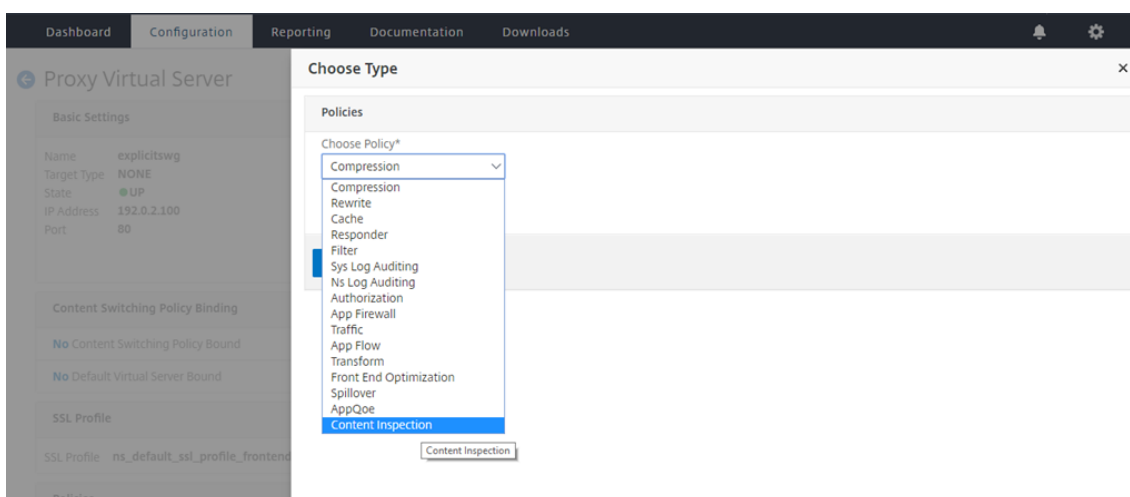 Dashboard Configuration Reporting Documentation Downloads
Proxy Virtual Server
Basic Settings
Name explicitswg
Target Type NONE
State UP
IP Address 192.0.2.100
Port 80
Content Switching Policy Binding
No Content Switching Policy Bound
No Default Virtual Server Bound
SSL Profile
SSL Profile ns_default_ssl_profile_frontend
Policies
Choose Type
Policies
Choose Policy*
Compression
Compression
Rewrite
Cache
Responder
Filter
Sys Log Auditing
Ns Log Auditing
Authorization
App Firewall
Traffic
App Flow
Transform
Front End Optimization
Spillover
AppQoe
Content Inspection
Content Inspection